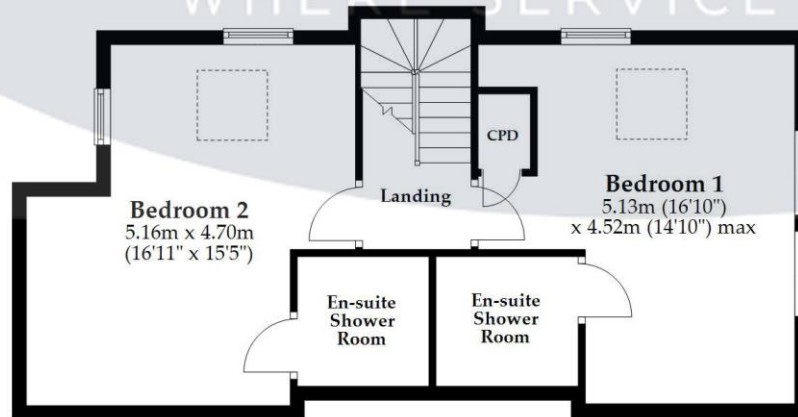 WHERE SERVICE
CPD
Landing
Bedroom 1
5.13m (16'10")
x 4.52m (14'10") max
Bedroom 2
5.16m x 4.70m
(16'11" x 15'5")
En-suite
Shower
Room
En-suite
Shower
Room